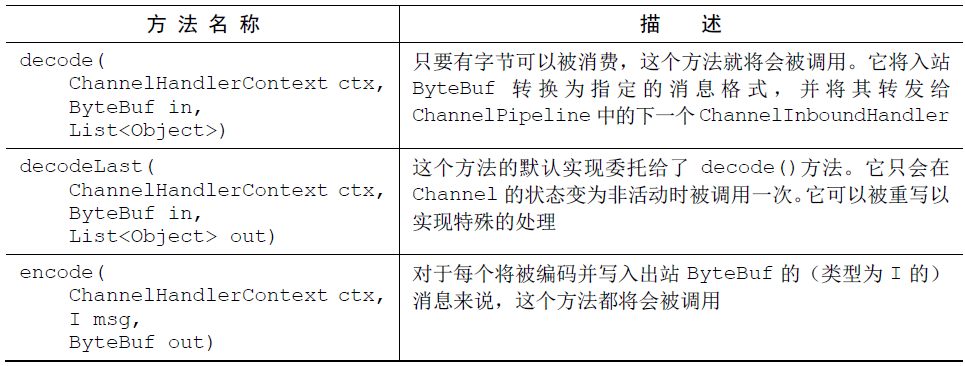 方 法 名 称
描 述
decode(
ChannelHandlerContext ctx,
ByteBuf in,
List<Object>)
只要有字节可以被消费，这个方法就将会被调用。它将入站
ByteBuf 转换为指定的消息格式，并将其转发给
ChannelPipeline 中的下一个 ChannelInboundHandler
decodeLast(
ChannelHandlerContext ctx,
ByteBuf in,
List<Object> out)
这个方法的默认实现委托给了 decode()方法。它只会在
Channel 的状态变为非活动时被调用一次。它可以被重写以
实现特殊的处理
encode(
ChannelHandlerContext ctx,
I msg,
ByteBuf out)
对于每个将被编码并写入出站 ByteBuf 的（类型为 I 的）
消息来说，这个方法都将会被调用